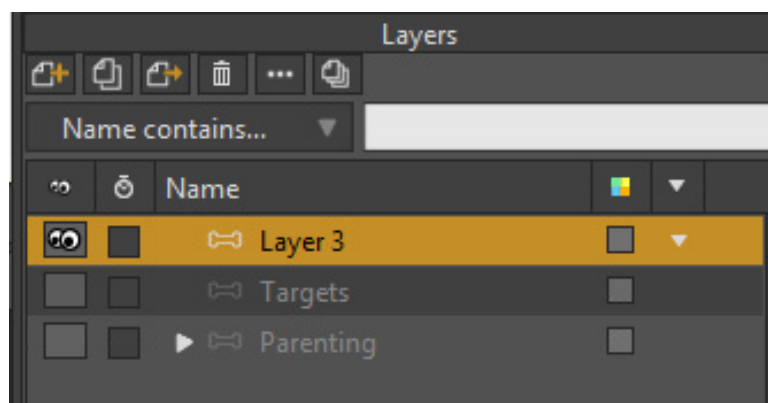 Layers
Name contains...
Name
Layer 3
Targets
Parenting